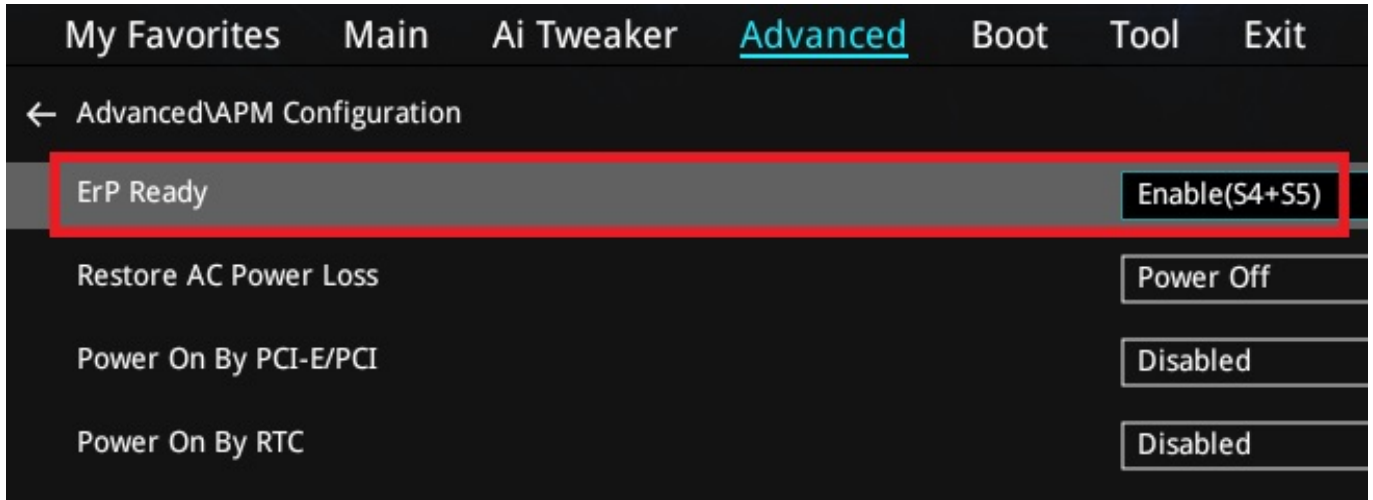 My Favorites Main Ai Tweaker Advanced Boot Tool Exit
← Advanced\APM Configuration
ErP Ready Enable(S4+S5)
Restore AC Power Loss Power Off
Power On By PCI-E/PCI Disabled
Power On By RTC Disabled